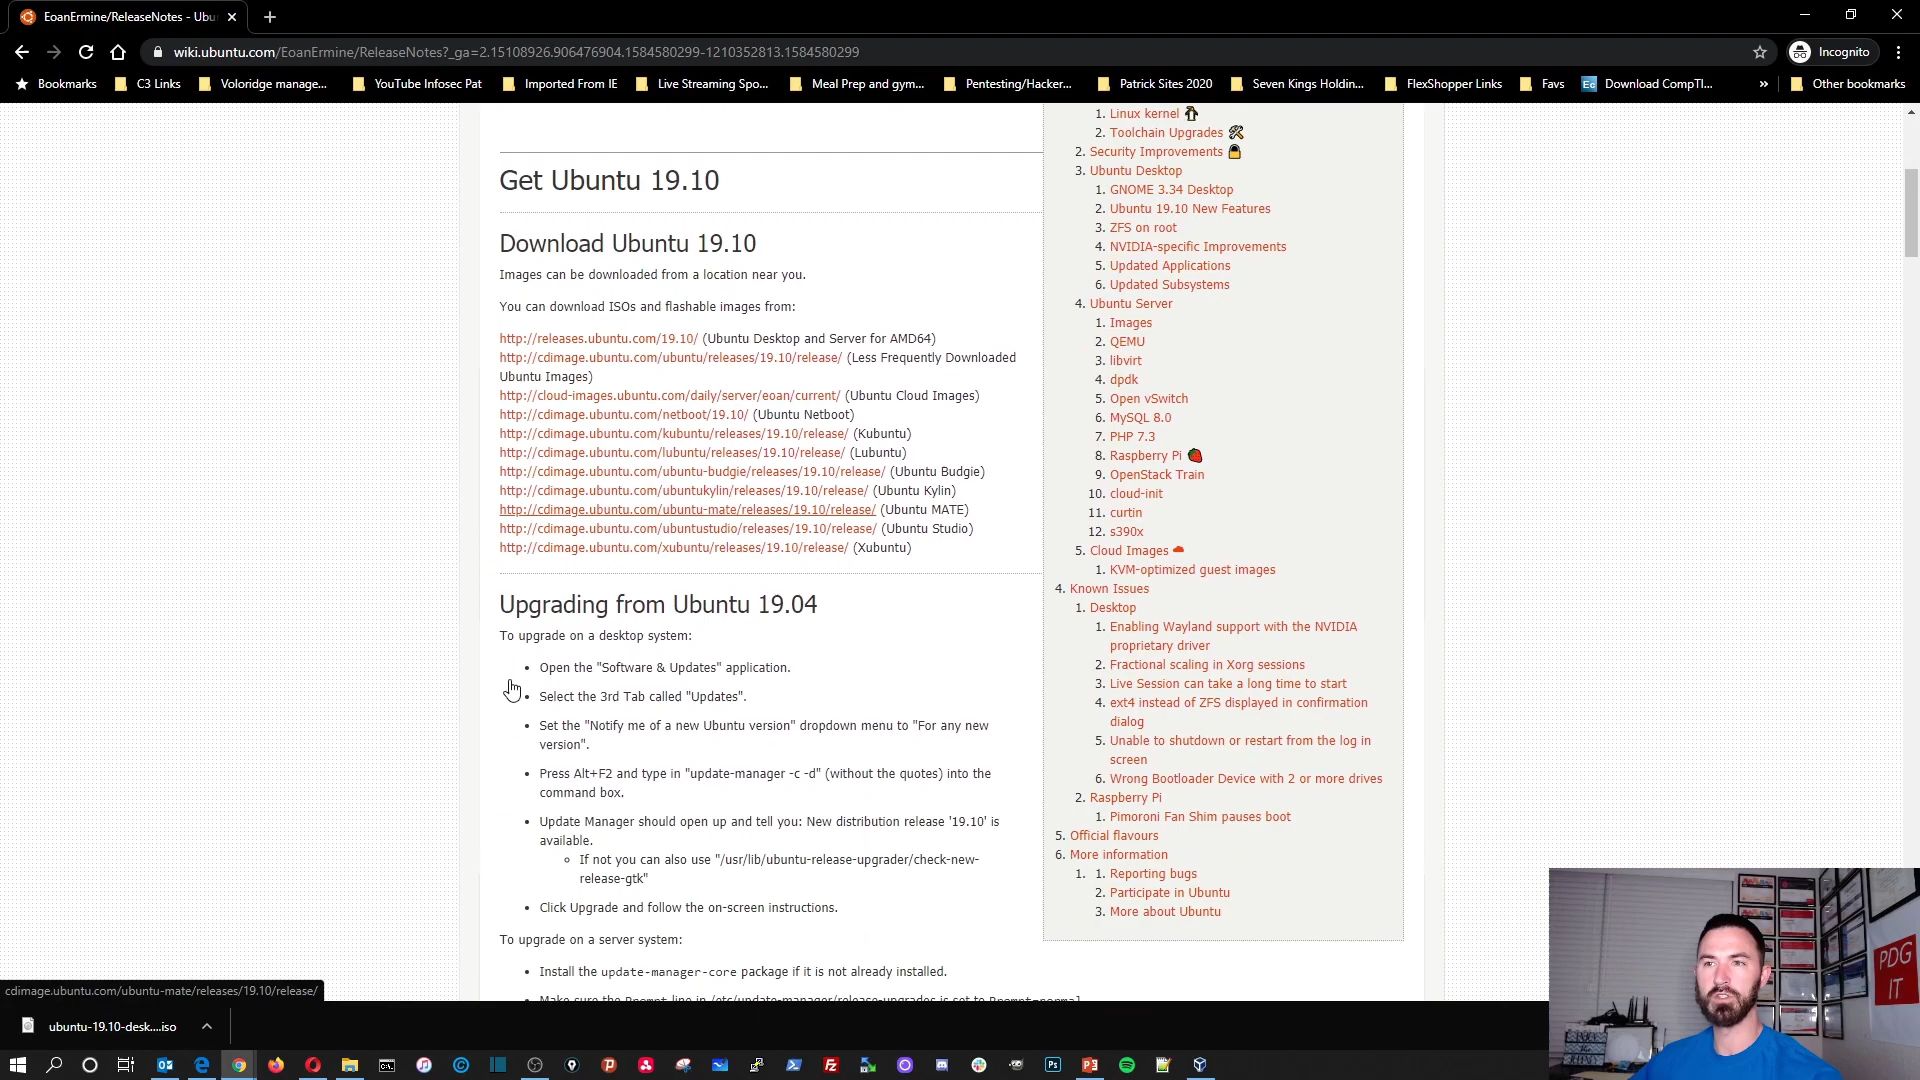 EoanErmine/ReleaseNotes - Ubu
wiki.ubuntu.com/EoanErmine/ReleaseNotes?_ga=2.15108926.906476904.1584580299-1210352813.1584580299
Incognito
Bookmarks C3 Links Voloridge manage... YouTube Infosec Pet Imported From IE Live Streaming Spo... Meal Prep and gym... Pentesting/Hacker... Patrick Sites 2020 Seven Kings Holdin... FlexShopper Links Favs Ec Download CompTI... » Other bookmarks
Get Ubuntu 19.10
Download Ubuntu 19.10
Images can be downloaded from a location near you.
You can download ISOs and flashable images from:
http://releases.ubuntu.com/19.10/ (Ubuntu Desktop and Server for AMD64)
http://cdimage.ubuntu.com/ubuntu/releases/19.10/release/ (Less Frequently Downloaded
Ubuntu Images)
http://cloud-images.ubuntu.com/daily/server/eoan/current/ (Ubuntu Cloud Images)
http://cdimage.ubuntu.com/netboot/19.10/ (Ubuntu Netboot)
http://cdimage.ubuntu.com/kubuntu/releases/19.10/release/ (Kubuntu)
http://cdimage.ubuntu.com/lubuntu/releases/19.10/release/ (Lubuntu)
http://cdimage.ubuntu.com/ubuntu-budgie/releases/19.10/release/ (Ubuntu Budgie)
http://cdimage.ubuntu.com/ubuntukylin/releases/19.10/release/ (Ubuntu Kylin)
http://cdimage.ubuntu.com/ubuntu-mate/releases/19.10/release/ (Ubuntu MATE)
http://cdimage.ubuntu.com/ubuntustudio/releases/19.10/release/ (Ubuntu Studio)
http://cdimage.ubuntu.com/xubuntu/releases/19.10/release/ (Xubuntu)
Upgrading from Ubuntu 19.04
To upgrade on a desktop system:
• Open the "Software & Updates" application.
• Select the 3rd Tab called "Updates".
• Set the "Notify me of a new Ubuntu version" dropdown menu to "For any new
version".
• Press Alt+F2 and type in "update-manager -c -d" (without the quotes) into the
command box.
• Update Manager should open up and tell you: New distribution release '19.10' is
available.
◦ If not you can also use "/usr/lib/ubuntu-release-upgrader/check-new-
release-gtk"
• Click Upgrade and follow the on-screen instructions.
To upgrade on a server system:
• Install the update-manager-core package if it is not already installed.
• Make sure the Prompt line in /etc/update-manager/release-upgrades is set to Prompt=normal
1. Linux kernel
2. Toolchain Upgrades
2. Security Improvements
3. Ubuntu Desktop
1. GNOME 3.34 Desktop
2. Ubuntu 19.10 New Features
3. ZFS on root
4. NVIDIA-specific Improvements
5. Updated Applications
6. Updated Subsystems
4. Ubuntu Server
1. Images
2. QEMU
3. libvirt
4. dpdk
5. Open vSwitch
6. MySQL 8.0
7. PHP 7.3
8. Raspberry Pi
9. OpenStack Train
10. cloud-init
11. curtin
12. s390x
5. Cloud Images
1. KVM-optimized guest images
4. Known Issues
1. Desktop
1. Enabling Wayland support with the NVIDIA
proprietary driver
2. Fractional scaling in Xorg sessions
3. Live Session can take a long time to start
4. ext4 instead of ZFS displayed in confirmation
dialog
5. Unable to shutdown or restart from the log in
screen
6. Wrong Bootloader Device with 2 or more drives
2. Raspberry Pi
1. Pimoroni Fan Shim pauses boot
5. Official flavours
6. More information
1. 1. Reporting bugs
2. Participate in Ubuntu
3. More about Ubuntu
PDG
IT
cdimage.ubuntu.com/ubuntu-mate/releases/19.10/release/
ubuntu-19.10-desk....iso